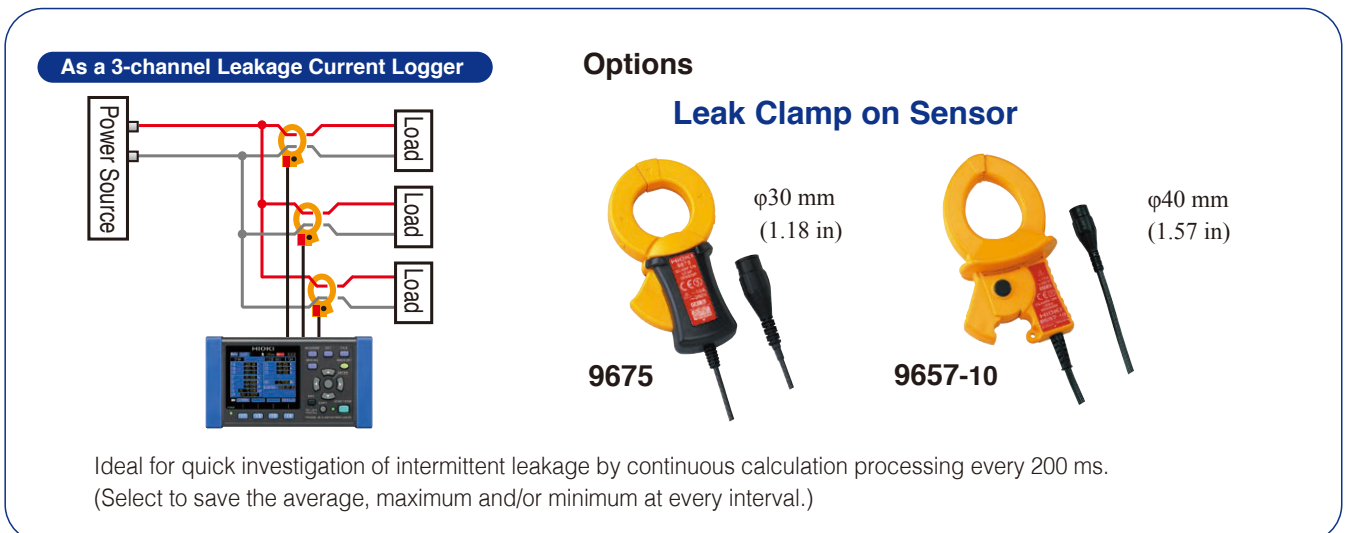 As a 3-channel Leakage Current Logger
Power Source
Load
Load
Load
HIOKI
Options
Leak Clamp on Sensor
φ30 mm
(1.18 in)
9675
φ40 mm
(1.57 in)
9657-10
Ideal for quick investigation of intermittent leakage by continuous calculation processing every 200 ms.
(Select to save the average, maximum and/or minimum at every interval.)